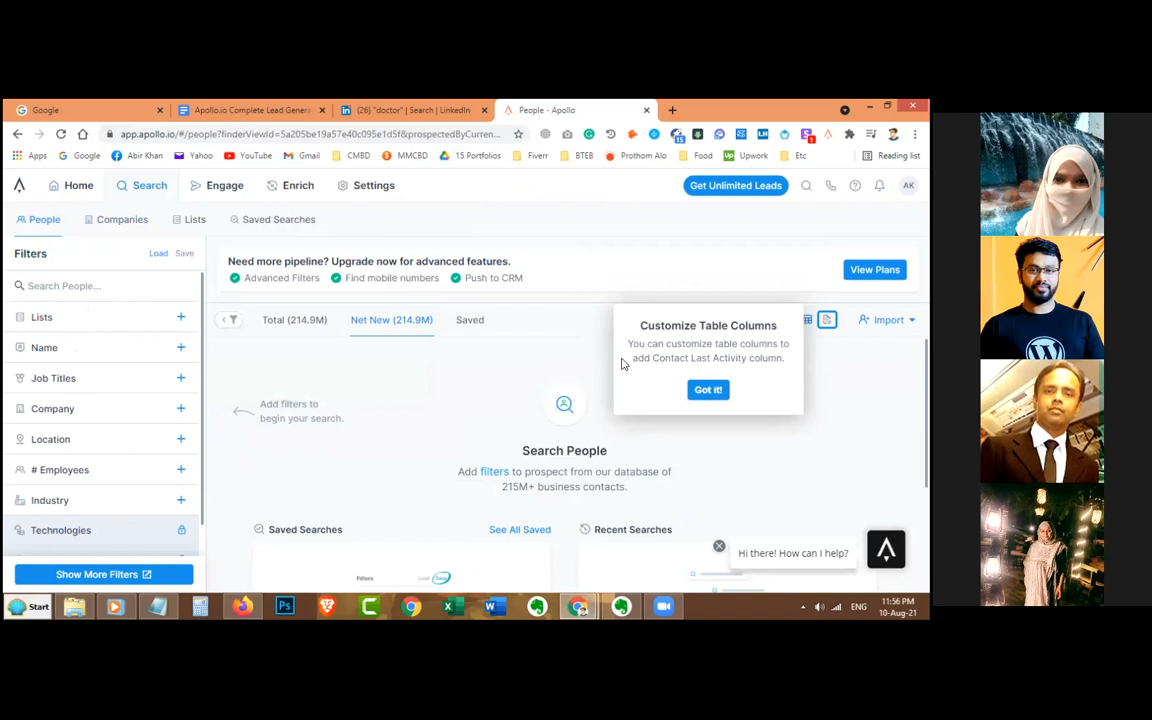 Google
Apollo.io Complete Lead Gener
(26) "doctor" | Search | LinkedIn
People - Apollo
app.apollo.io/#/people?finderViewId=5a205be19a57e40c095e1d5f&prospectedByCurren...
Apps
Google
Abir Khan
Yahoo
YouTube
Gmail
CMBD
MMCBD
15 Portfolios
Fiverr
BTEB
Prothom Alo
Food
Upwork
Etc
Reading list
Home
Search
Engage
Enrich
Settings
Get Unlimited Leads
AK
People
Companies
Lists
Saved Searches
Filters
Load
Save
Need more pipeline? Upgrade now for advanced features.
Advanced Filters
Find mobile numbers
Push to CRM
View Plans
Search People...
Lists
Name
Job Titles
Company
Location
# Employees
Industry
Technologies
Show More Filters
Total (214.9M)
Net New (214.9M)
Saved
Import
Customize Table Columns
You can customize table columns to
add Contact Last Activity column.
Got it!
Add filters to
begin your search.
Search People
Add filters to prospect from our database of
215M+ business contacts.
Saved Searches
See All Saved
Recent Searches
Filters
Load
Save
Hi there! How can I help?
Start
ENG
11:56 PM
10-Aug-21